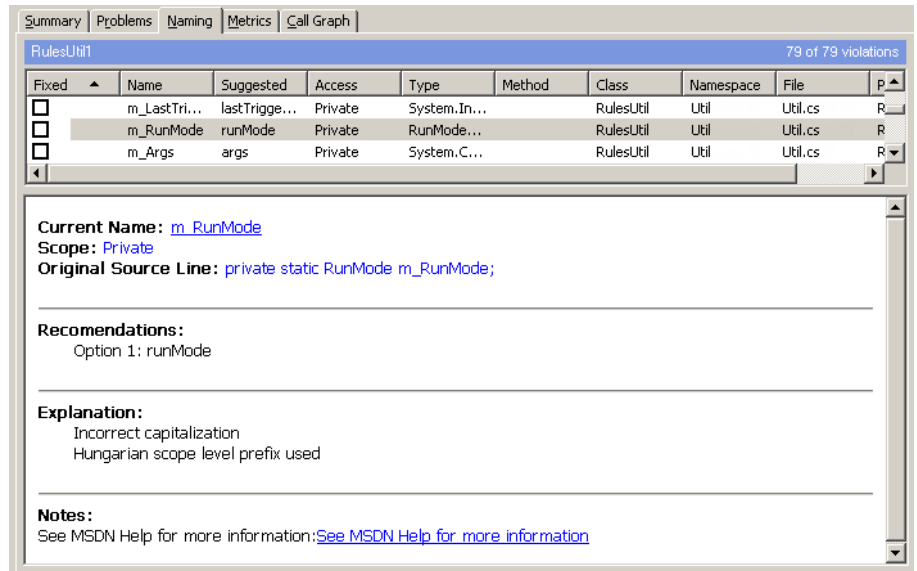 Summary Problems Naming Metrics Call Graph
RulesUtil1 79 of 79 violations
Fixed Name Suggested Access Type Method Class Namespace File P
m_LastTri... lastTrigge... Private System.In... RulesUtil Util Util.cs R
m_RunMode runMode Private RunMode... RulesUtil Util Util.cs R
m_Args args Private System.C... RulesUtil Util Util.cs R
Current Name: m_RunMode
Scope: Private
Original Source Line: private static RunMode m_RunMode;
Recomendations:
Option 1: runMode
Explanation:
Incorrect capitalization
Hungarian scope level prefix used
Notes:
See MSDN Help for more information:See MSDN Help for more information